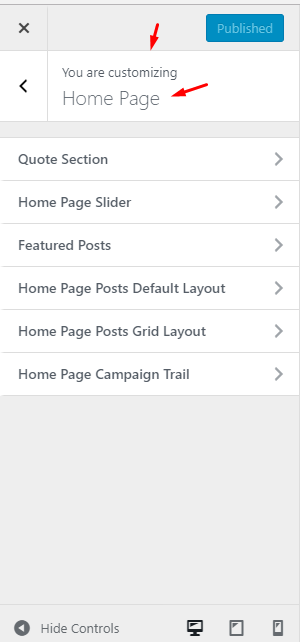 Published
You are customizing
Home Page
Quote Section
Home Page Slider
Featured Posts
Home Page Posts Default Layout
Home Page Posts Grid Layout
Home Page Campaign Trail
Hide Controls